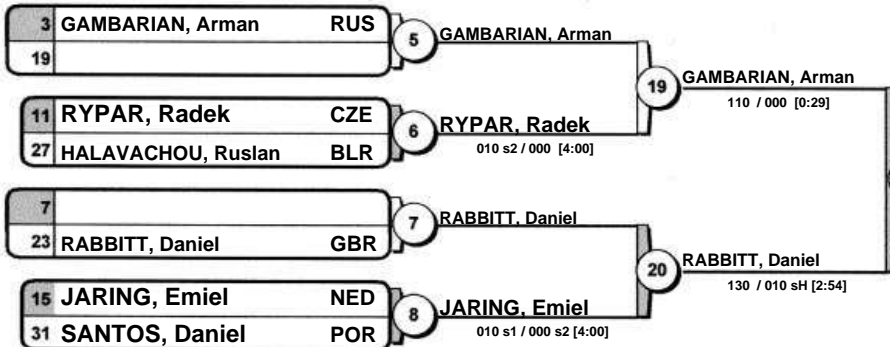 3 GAMBARIAN, Arman RUS
19
5
GAMBARIAN, Arman
11 RYPAR, Radek CZE
27 HALAVACHOU, Ruslan BLR
6
RYPAR, Radek
010 s2 / 000 [4:00]
19
GAMBARIAN, Arman
110 / 000 [0:29]
7
23 RABBITT, Daniel GBR
7
RABBITT, Daniel
15 JARING, Emiel NED
31 SANTOS, Daniel POR
8
JARING, Emiel
010 s1 / 000 s2 [4:00]
20
RABBITT, Daniel
130 / 010 sH [2:54]